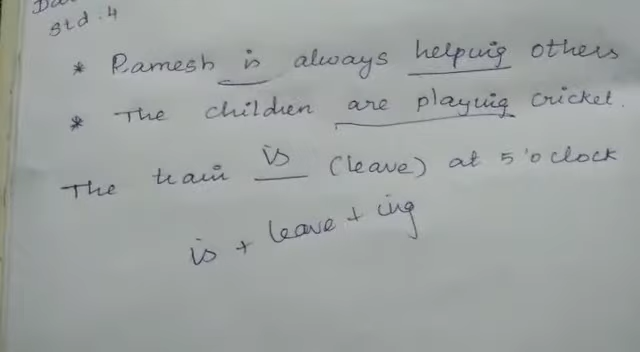 Std : 4
* Ramesh is always helping others
* The children are playing cricket.
The train is (leave) at 5 'o clock
is + leave + ing